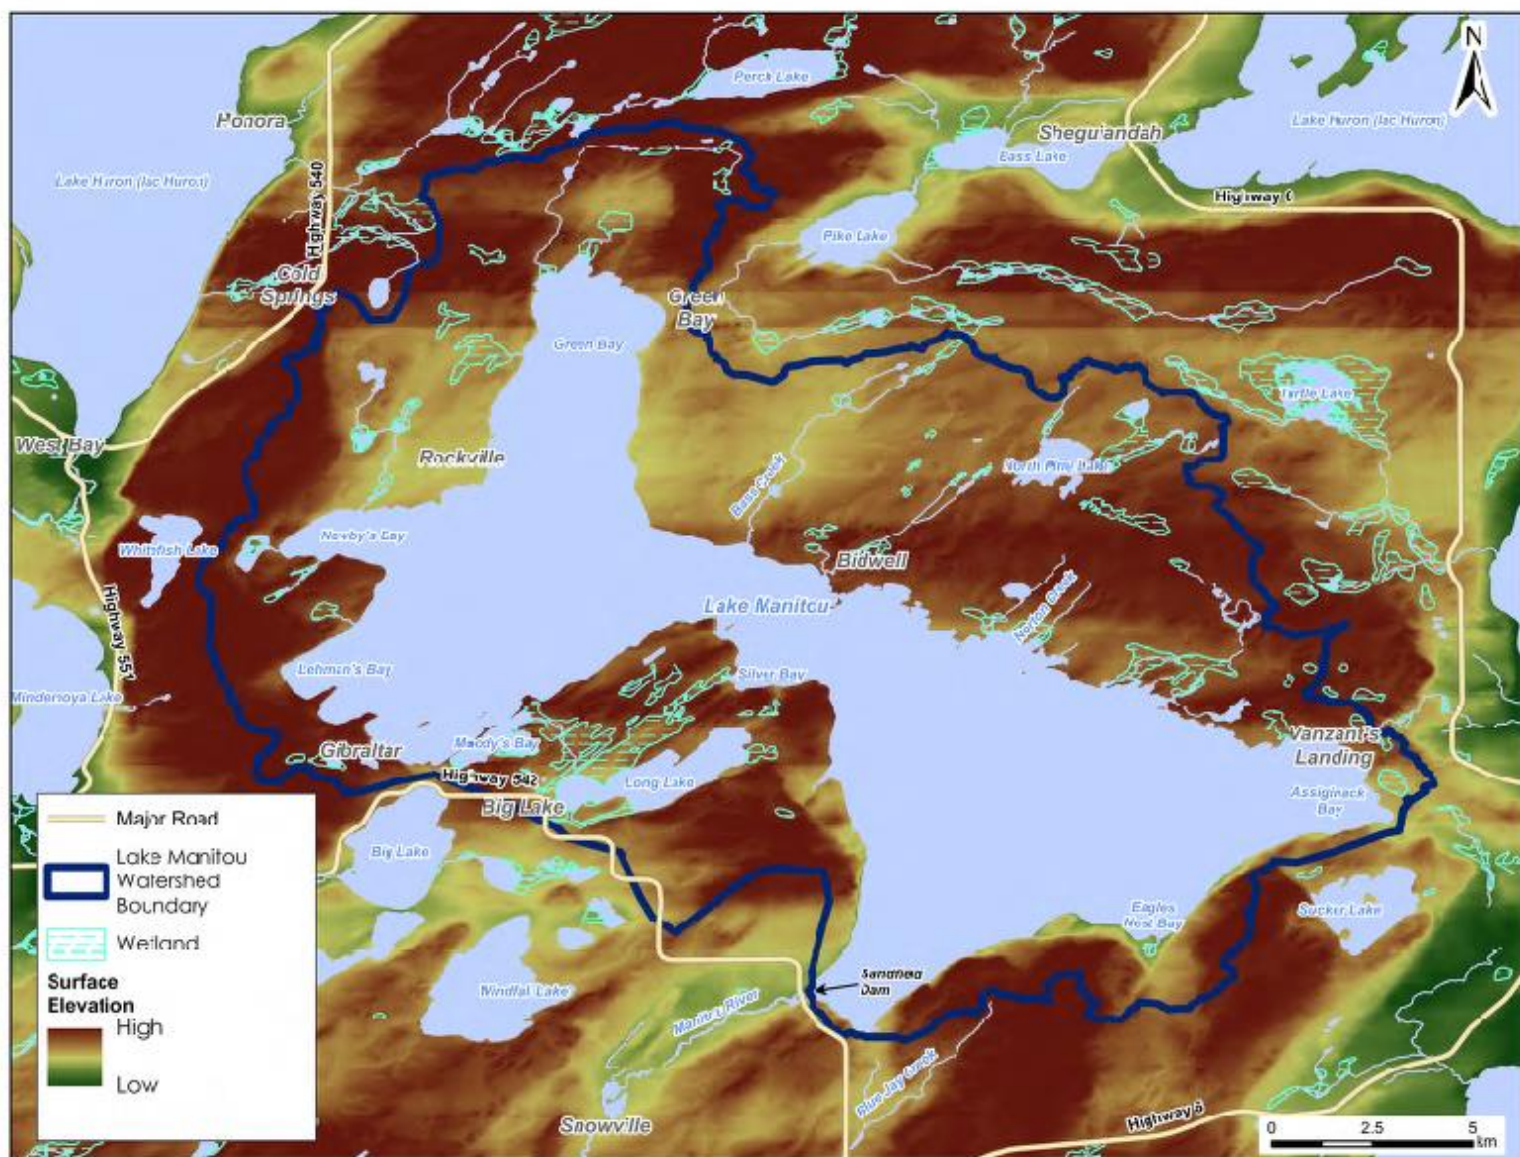 N
Perch Lake
Honora
Sheguiandah
Lake Huron (lac Huron)
East Lake
Lake Huron (lac Huron)
Highway 540
Highway 6
Pike Lake
Cold
Springs
Green
Bay
Green Bay
Turtle Lake
West Bay
Rockville
North Pine Lake
Bass Creek
Newby's Bay
Whitefish Lake
Bidwell
Lake Manitou
Norton Creek
Highway 551
Lehman's Bay
Silver Bay
Mindemoya Lake
Moody's Bay
Gibraltar
Vanzant's
Landing
Highway 542
Long Lake
Assiginack
Bay
Big Lake
Big Lake
Eagles
Nest Bay
Sucker Lake
Sandfield
Dam
Windfall Lake
Manitou River
Blue Jay Creek
Snowville
Highway 6
Major Road
Lake Manitou
Watershed
Boundary
Wetland
Surface
Elevation
High
Low
0 2.5 5
km